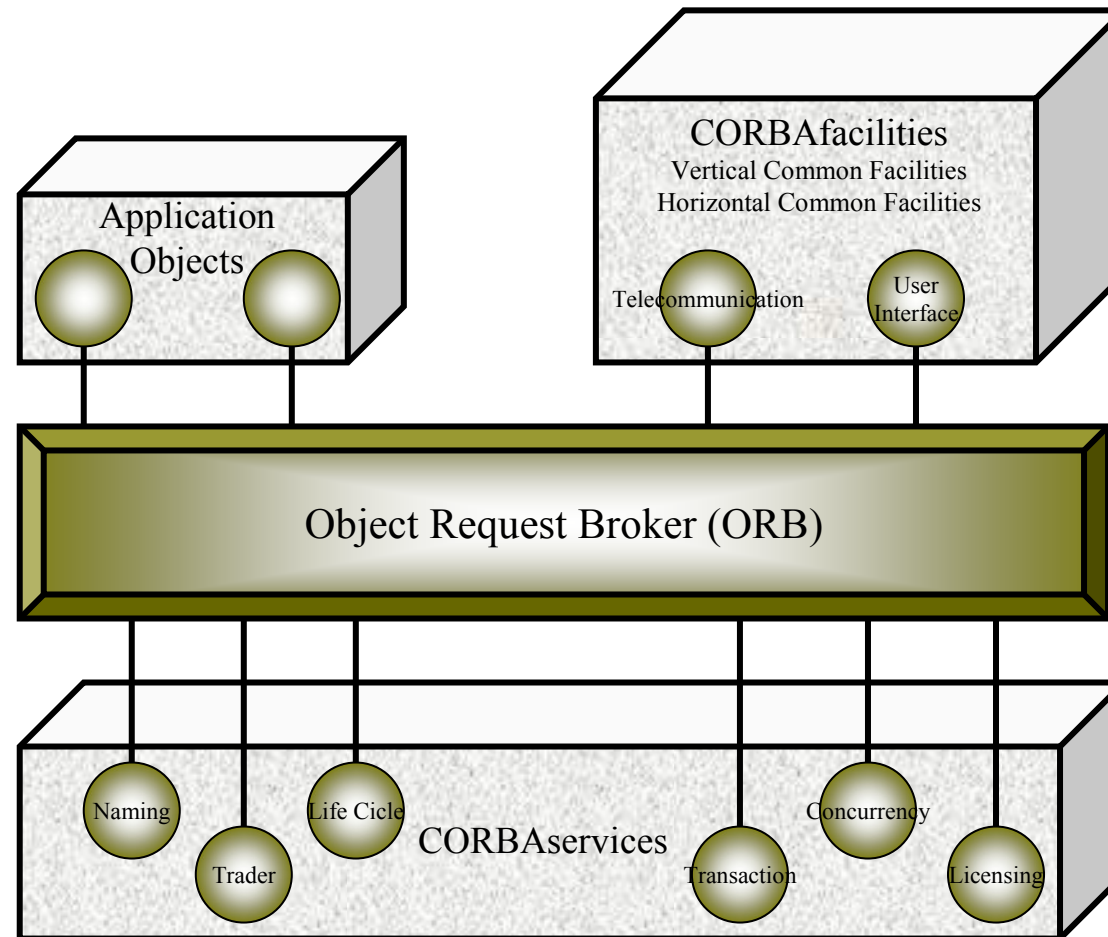 CORBAfacilities
Vertical Common Facilities
Horizontal Common Facilities
Application
Objects
Telecommunication
User
Interface
Object Request Broker (ORB)
Naming
Life Cicle
Concurrency
CORBAservices
Trader
Transaction
Licensing